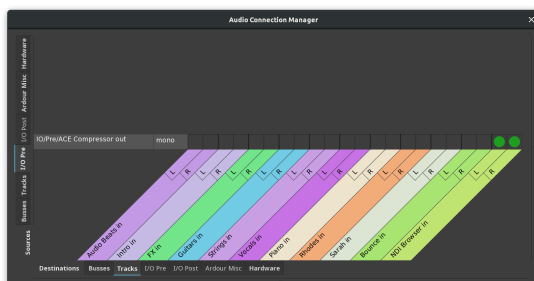 Audio Connection Manager
Hardware
Ardour Misc
I/O Post
I/O Pre
Tracks
Busses
Sources
IO/Pre/ACE Compressor out mono
L R L R L R L R L R L R L R L R L R L R L R
Audio Beats in
Intro in
FX in
Guitars in
Strings in
Vocals in
Piano in
Rhodes in
Sarah in
Bounce in
NDI Browser in
Destinations Busses Tracks I/O Pre I/O Post Ardour Misc Hardware